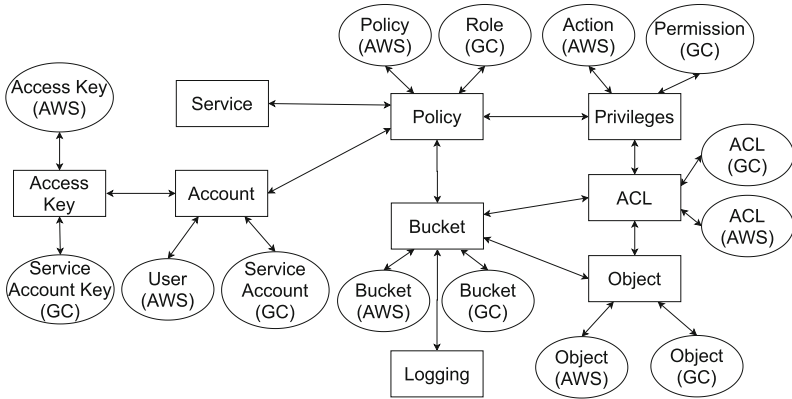 Policy
(AWS)
Role
(GC)
Action
(AWS)
Permission
(GC)
Access Key
(AWS)
Service
Policy
Privileges
ACL
(GC)
Access
Key
Account
ACL
ACL
(AWS)
Bucket
Service
Account Key
(GC)
User
(AWS)
Service
Account
(GC)
Bucket
(AWS)
Bucket
(GC)
Object
Logging
Object
(AWS)
Object
(GC)